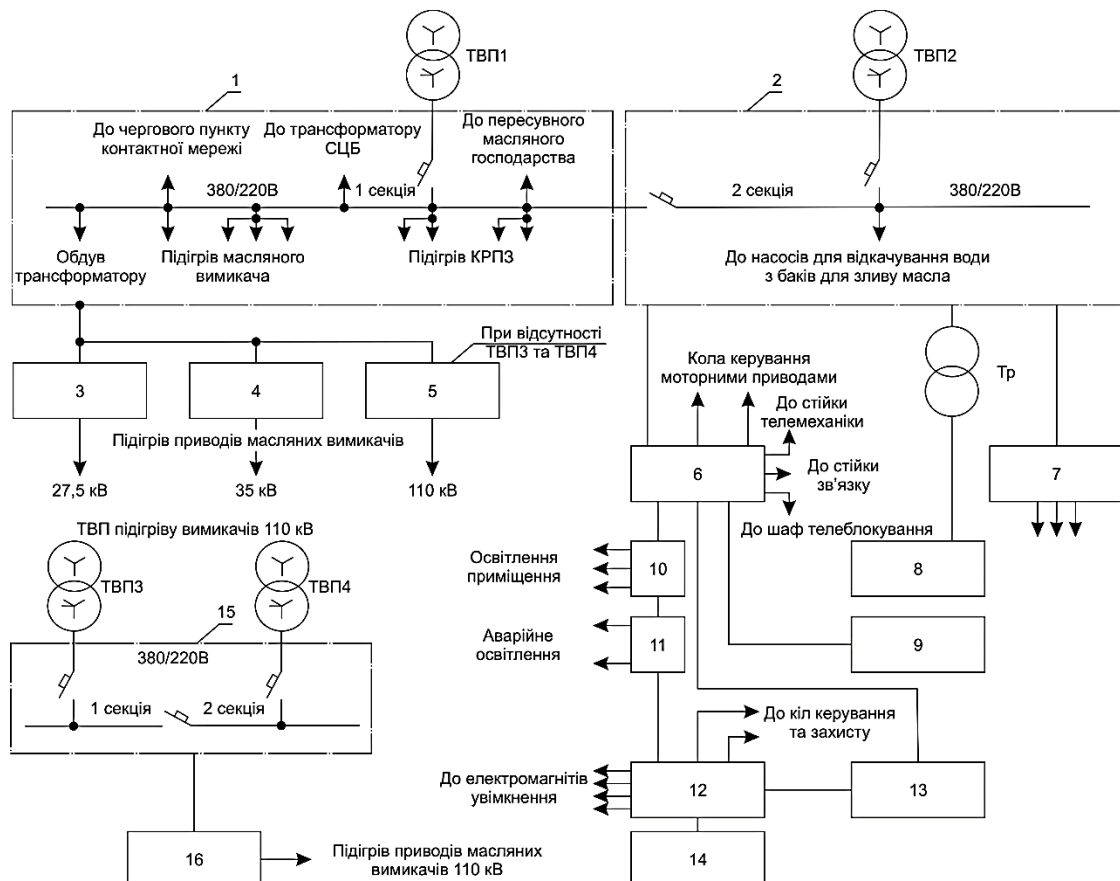 ТВП1
ТВП2
1
2
До чергового пункту
контактної мережі
До трансформатору
СЦБ
До пересувного
масляного
господарства
380/220В
1 секція
2 секція
380/220В
Обдув
трансформатору
Підігрів масляного
вимикача
Підігрів КРПЗ
До насосів для відкачування води
з баків для зливу масла
При відсутності
ТВП3 та ТВП4
3
4
5
Підігрів приводів масляних вимикачів
27,5 кВ
35 кВ
110 кВ
Кола керування
моторними приводами
До стійки
телемеханіки
Тр
6
До стійки
зв’язку
7
До шаф телеблокування
ТВП підігріву вимикачів 110 кВ
ТВП3
ТВП4
Освітлення
приміщення
10
8
15
380/220В
Аварійне
освітлення
11
9
1 секція
2 секція
До кіл керування
та захисту
До електромагнітів
увімкнення
12
13
16
Підігрів приводів масляних
вимикачів 110 кВ
14